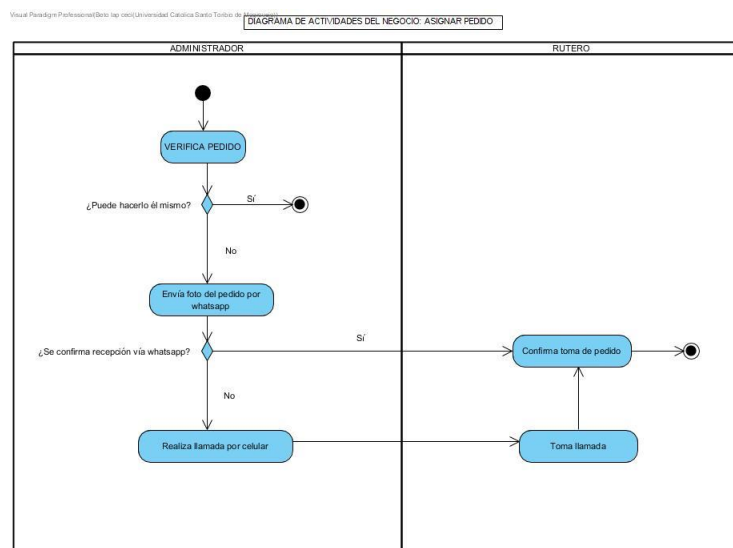 Visual Paradigm Professional(Beto lap ceci(Universidad Catolica Santo Toribio de
DIAGRAMA DE ACTIVIDADES DEL NEGOCIO: ASIGNAR PEDIDO
ADMINISTRADOR
RUTERO
VERIFICA PEDIDO
¿Puede hacerlo él mismo?
Sí
No
Envía foto del pedido por
whatsapp
¿Se confirma recepción vía whatsapp?
Sí
Confirma toma de pedido
No
Realiza llamada por celular
Toma llamada